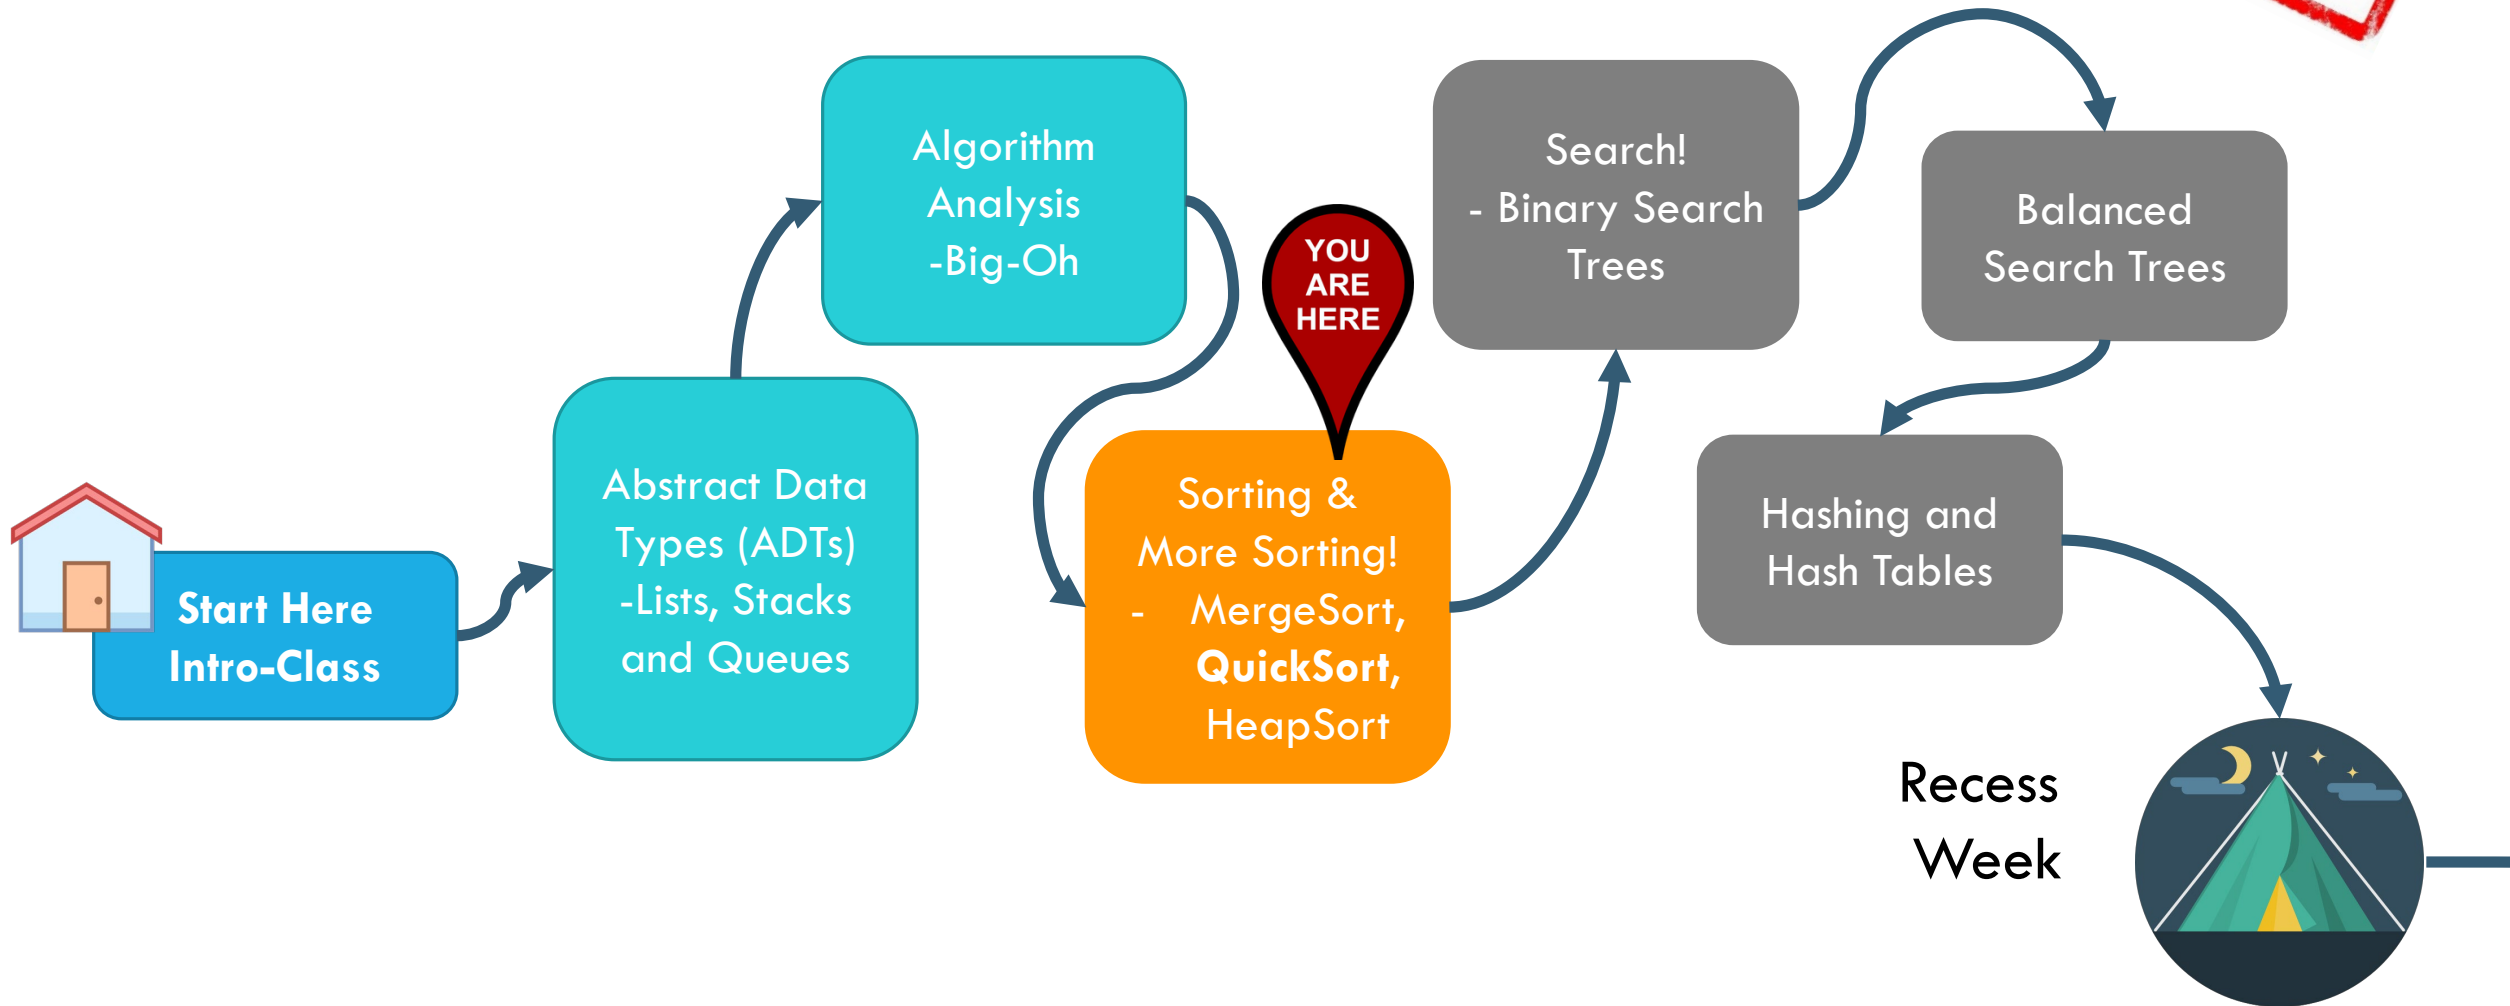 Start Here
Intro-Class
Abstract Data
Types (ADTs)
-Lists, Stacks
and Queues
Algorithm
Analysis
-Big-Oh
YOU
ARE
HERE
Sorting &
More Sorting!
- MergeSort,
QuickSort,
HeapSort
Search!
- Binary Search
Trees
Balanced
Search Trees
Hashing and
Hash Tables
Recess
Week